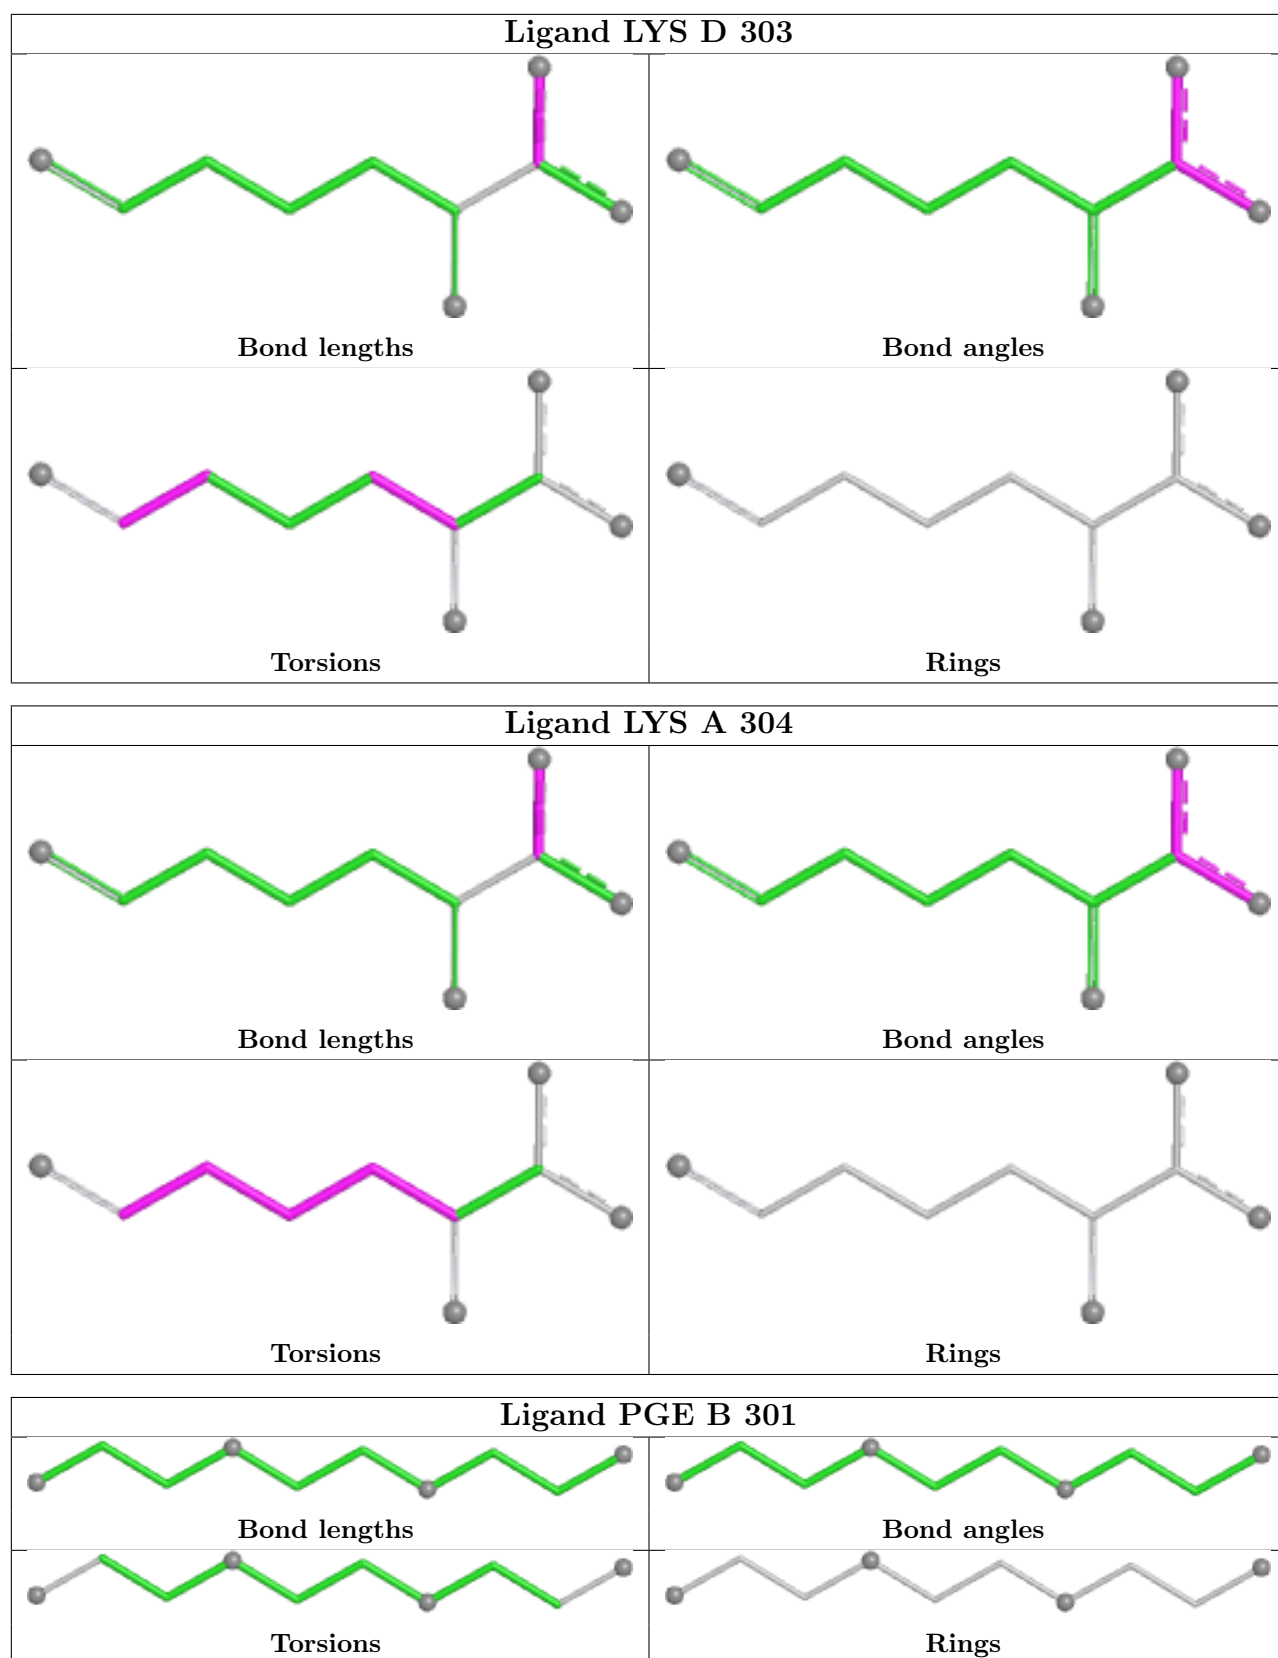 Ligand LYS D 303
Bond lengths
Bond angles
Torsions
Rings
Ligand LYS A 304
Bond lengths
Bond angles
Torsions
Rings
Ligand PGE B 301
Bond lengths
Bond angles
Torsions
Rings